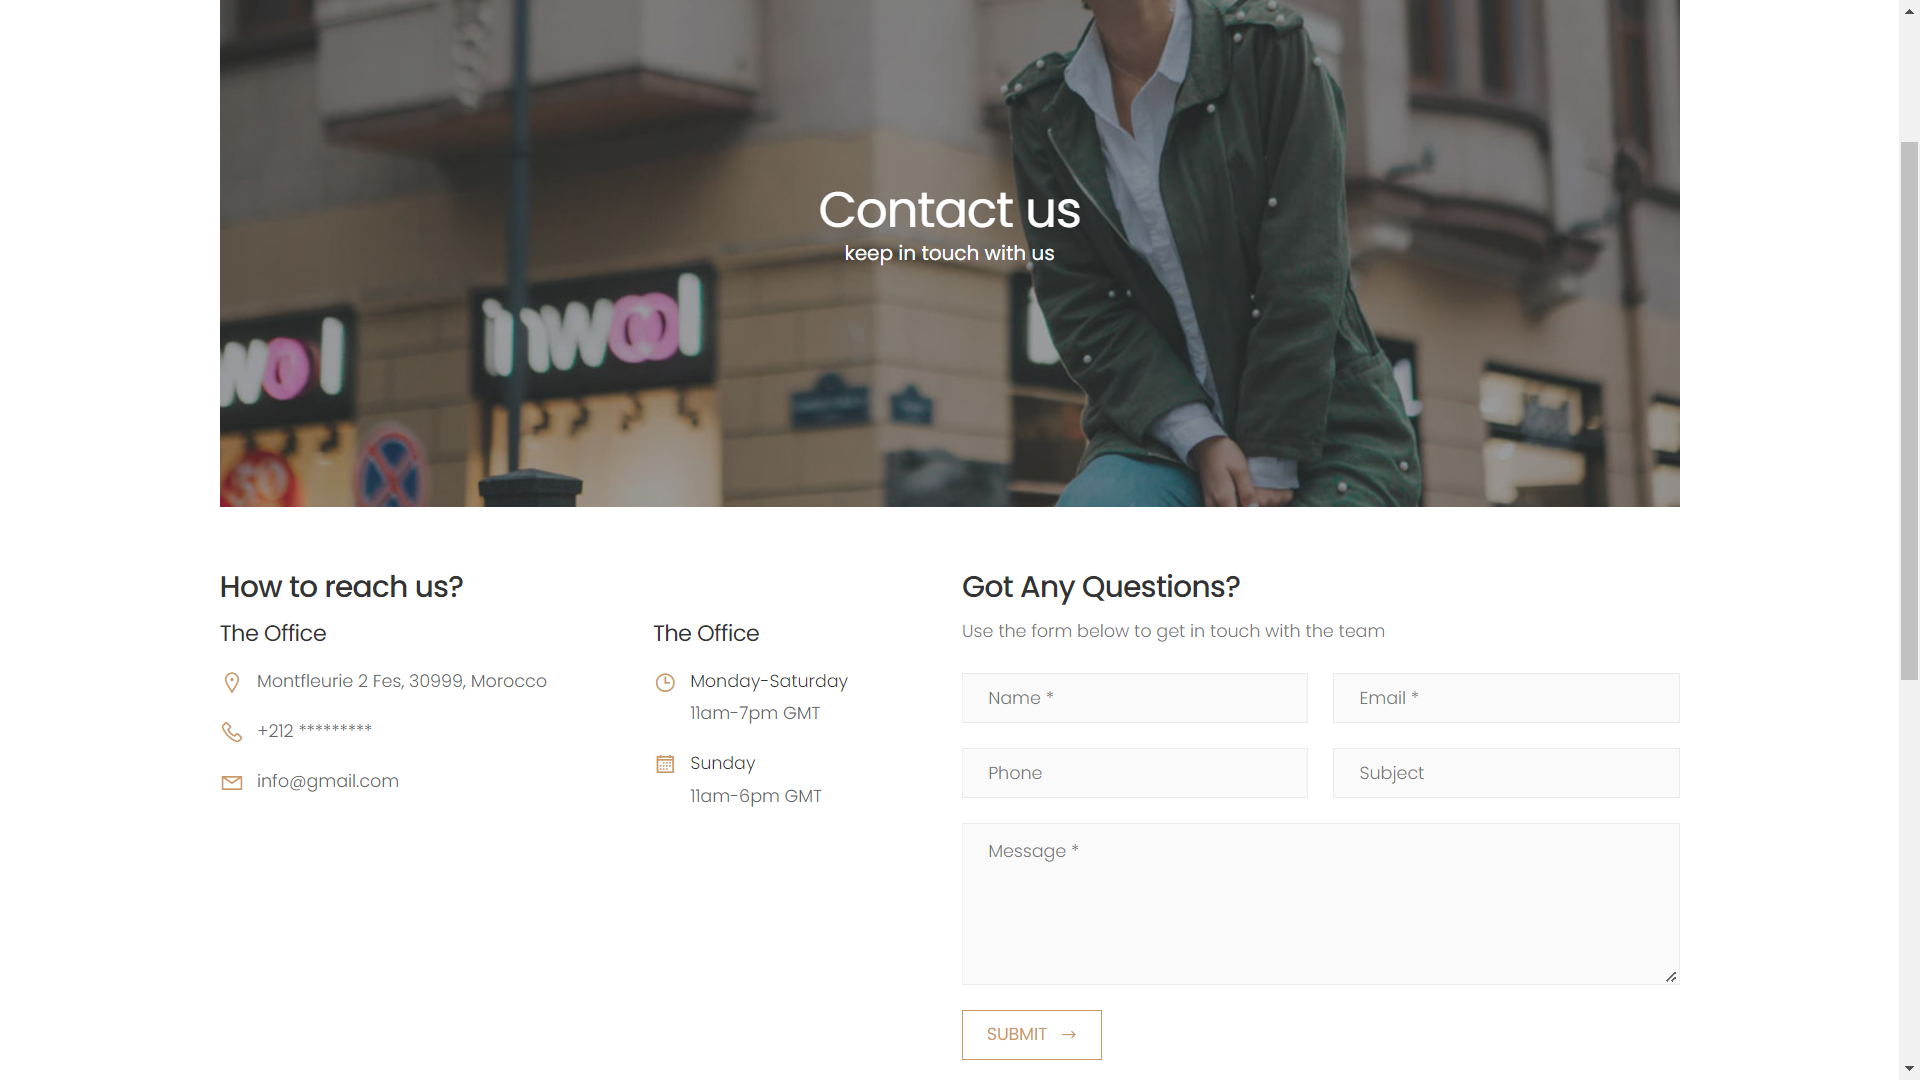 Contact us
keep in touch with us
inwool
How to reach us?
The Office
Montfleurie 2 Fes, 30999, Morocco
+212 *********
info@gmail.com
The Office
Monday-Saturday
11am-7pm GMT
Sunday
11am-6pm GMT
Got Any Questions?
Use the form below to get in touch with the team
Name *
Email *
Phone
Subject
Message *
SUBMIT →